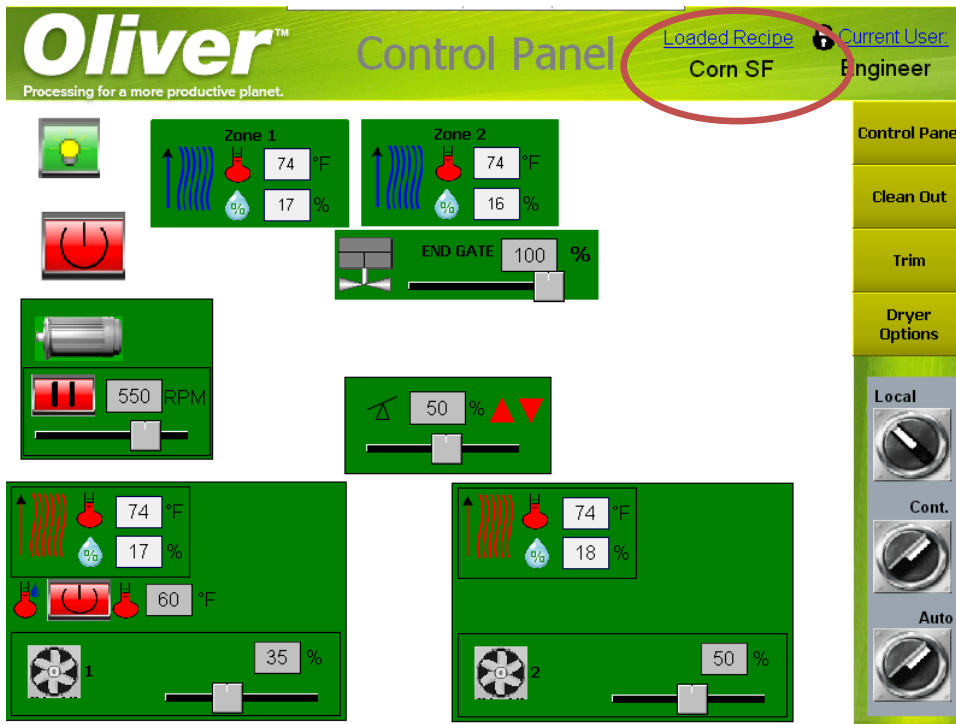 Oliver™
Processing for a more productive planet.
Control Panel
Loaded Recipe
Corn SF
Current User:
Engineer
Zone 1
74 °F
% 17 %
Zone 2
74 °F
% 16 %
END GATE 100 %
550 RPM
50 %
74 °F
% 17 %
60 °F
1 35 %
74 °F
% 18 %
2 50 %
Control Pane
Clean Out
Trim
Dryer
Options
Local
Cont.
Auto